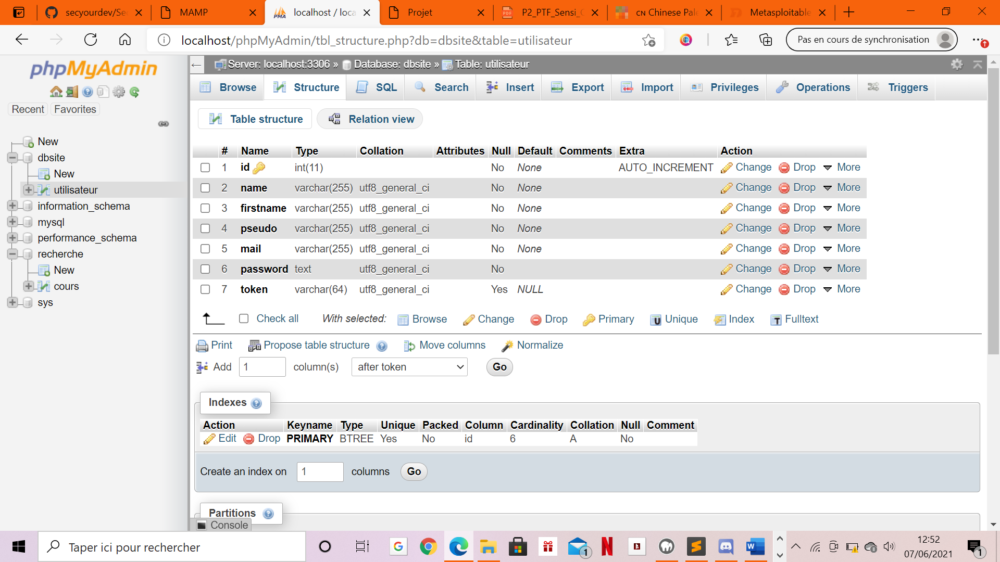 secyourdev/Se
MAMP
localhost / loca
Projet
P2_PTF_Sensi_
CN Chinese Pal
Metasploitable
localhost/phpMyAdmin/tbl_structure.php?db=dbsite&table=utilisateur
Pas en cours de synchronisation
phpMyAdmin
Recent Favorites
New
dbsite
New
utilisateur
information_schema
mysql
performance_schema
recherche
New
cours
sys
Server: localhost:3306 » Database: dbsite » Table: utilisateur
Browse Structure SQL Search Insert Export Import Privileges Operations Triggers
Table structure Relation view
# Name Type Collation Attributes Null Default Comments Extra Action
1 id int(11) No None AUTO_INCREMENT Change Drop More
2 name varchar(255) utf8_general_ci No None Change Drop More
3 firstname varchar(255) utf8_general_ci No None Change Drop More
4 pseudo varchar(255) utf8_general_ci No None Change Drop More
5 mail varchar(255) utf8_general_ci No None Change Drop More
6 password text utf8_general_ci No Change Drop More
7 token varchar(64) utf8_general_ci Yes NULL Change Drop More
Check all With selected: Browse Change Drop Primary Unique Index Fulltext
Print Propose table structure Move columns Normalize
Add 1 column(s) after token Go
Indexes
Action Keyname Type Unique Packed Column Cardinality Collation Null Comment
Edit Drop PRIMARY BTREE Yes No id 6 A No
Create an index on 1 columns Go
Partitions
Console
Taper ici pour rechercher
12:52
07/06/2021